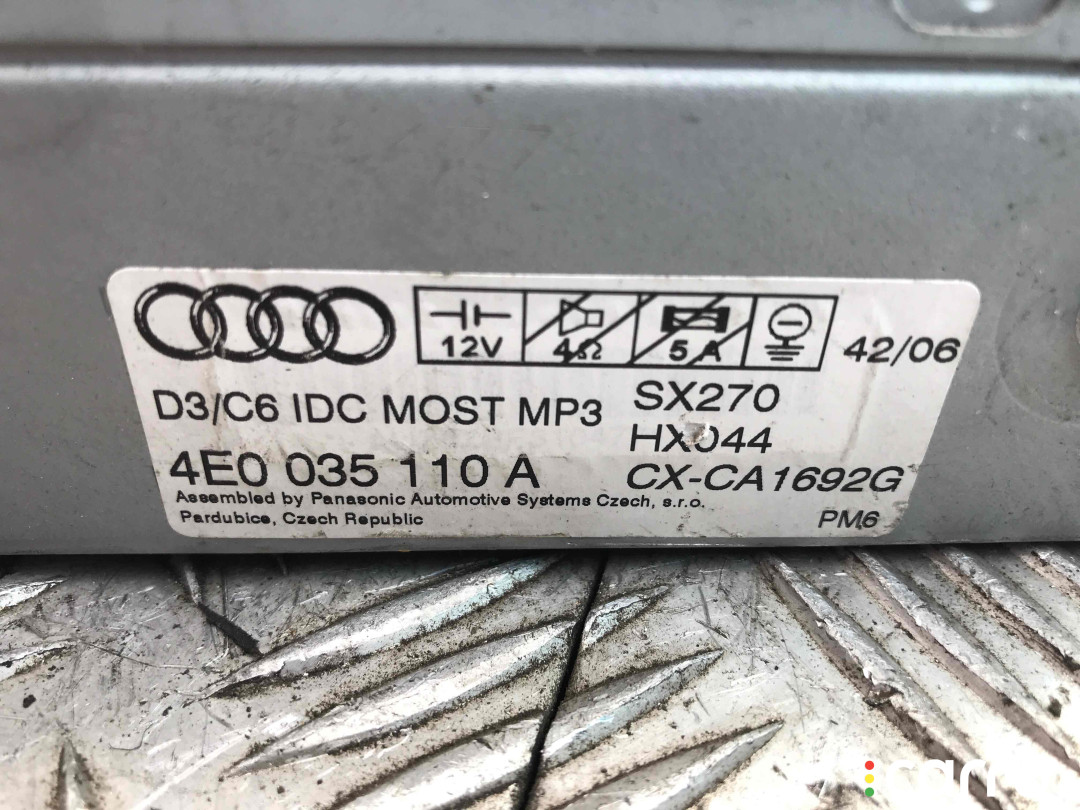 12V 4Ω 5A 42/06
D3/C6 IDC MOST MP3 SX270
HX044
4E0 035 110 A CX-CA1692G
Assembled by Panasonic Automotive Systems Czech, s.r.o.
Pardubice, Czech Republic PM6